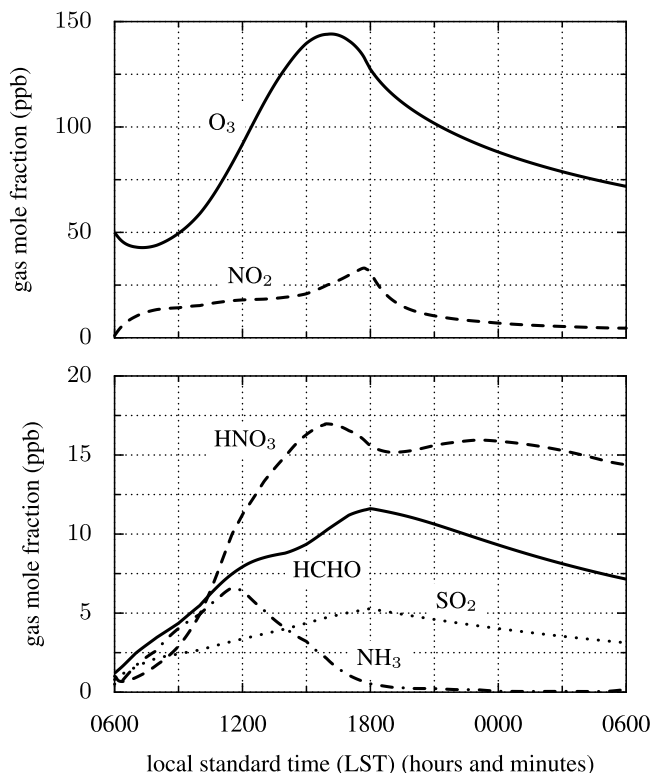 150
O₃
100
gas mole fraction (ppb)
50
NO₂
0
20
HNO₃
15
gas mole fraction (ppb)
10
HCHO
SO₂
5
NH₃
0
0600 1200 1800 0000 0600
local standard time (LST) (hours and minutes)